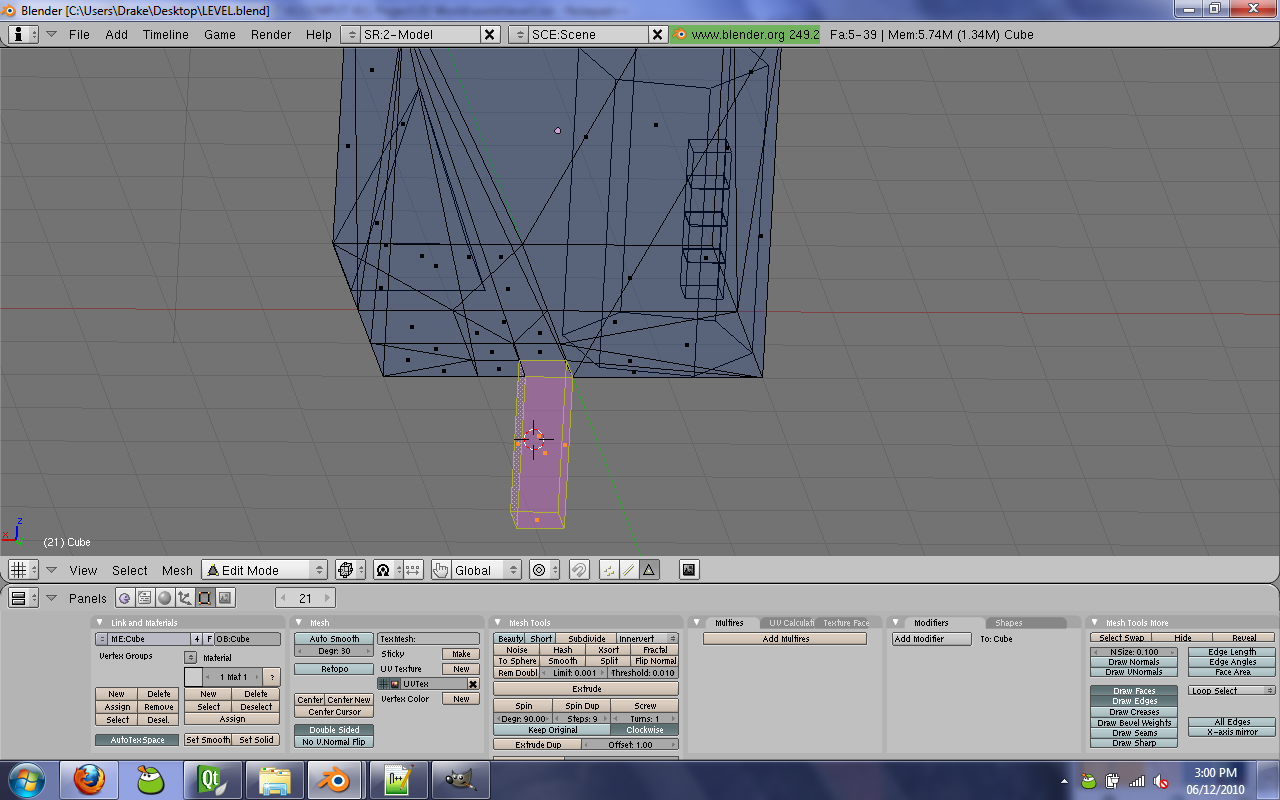 Blender [C:\Users\Drake\Desktop\LEVEL.blend]
File Add Timeline Game Render Help SR:2-Model SCE:Scene www.blender.org 249.2 Fa:5-39 | Mem:5.74M (1.34M) Cube
z
x
(21) Cube
View Select Mesh Edit Mode Global
Panels 21
Link and Materials
ME:Cube 4 F OB:Cube
Vertex Groups
Material
1 Mat 1 ?
New Delete New Delete
Assign Remove Select Deselect
Select Desel. Assign
AutoTexSpace Set Smooth Set Solid
Mesh
Auto Smooth
Degr: 30
Retopo
TexMesh:
Sticky Make
UV Texture New
UVTex
Vertex Color New
Center Center New
Center Cursor
Double Sided
No V.Normal Flip
Mesh Tools
Beauty Short Subdivide Innervert
Noise Hash Xsort Fractal
To Sphere Smooth Split Flip Normal
Rem Doubl Limit: 0.001 Threshold: 0.010
Extrude
Spin Spin Dup Screw
Degr: 90.00 Steps: 9 Turns: 1
Keep Original Clockwise
Extrude Dup Offset: 1.00
Multires UV Calculati Texture Face
Add Multires
Modifiers Shapes
Add Modifier To: Cube
Mesh Tools More
Select Swap Hide Reveal
NSize: 0.100
Draw Normals
Draw VNormals
Edge Length
Edge Angles
Face Area
Draw Faces
Draw Edges
Draw Creases
Draw Bevel Weights
Draw Seams
Draw Sharp
Loop Select
All Edges
X-axis mirror
Qt
3:00 PM
06/12/2010